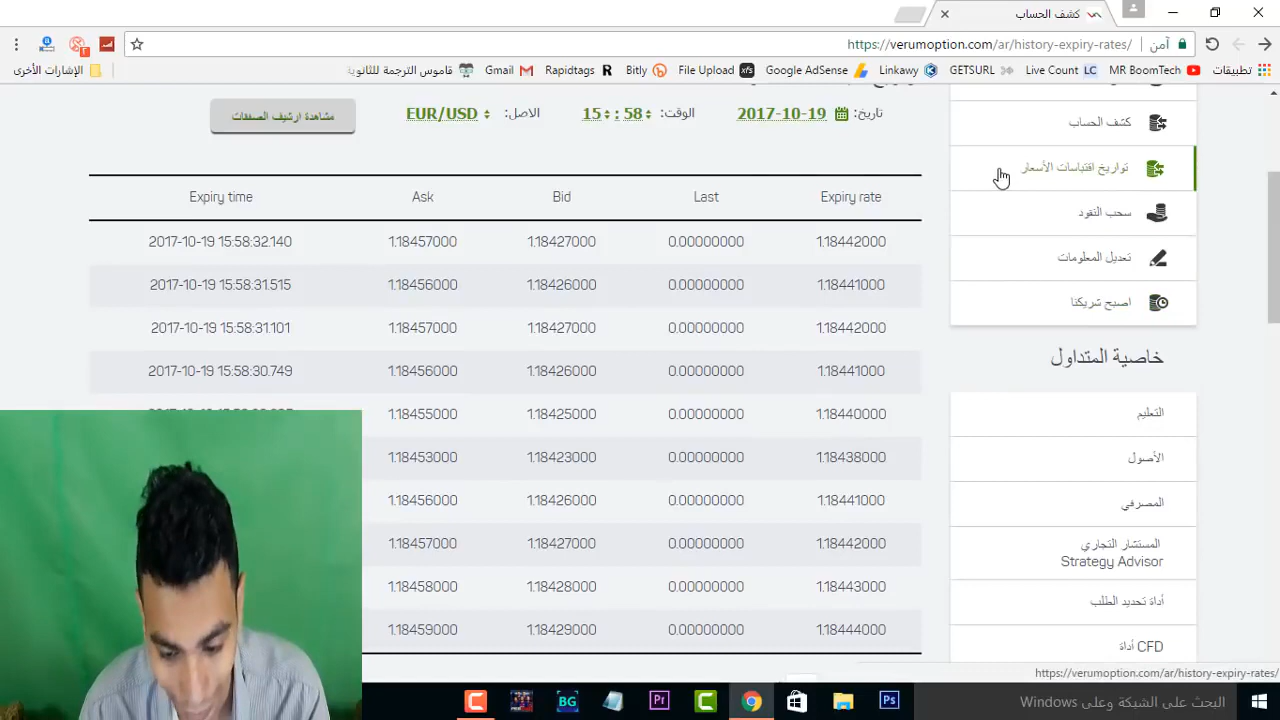 كشف الحساب
https://verumoption.com/ar/history-expiry-rates/
آمن
تطبيقات
MR BoomTech
Live Count
GETSURL
Linkawy
Google AdSense
File Upload
Bitly
Rapidtags
Gmail
قاموس الترجمة للثانوية
الإشارات الأخرى
تاريخ: 2017-10-19 الوقت: 15 : 58 الاصل: EUR/USD
مشاهدة ارشيف الصفقات
Expiry time Ask Bid Last Expiry rate
2017-10-19 15:58:32.140 1.18457000 1.18427000 0.00000000 1.18442000
2017-10-19 15:58:31.515 1.18456000 1.18426000 0.00000000 1.18441000
2017-10-19 15:58:31.101 1.18457000 1.18427000 0.00000000 1.18442000
2017-10-19 15:58:30.749 1.18456000 1.18426000 0.00000000 1.18441000
1.18455000 1.18425000 0.00000000 1.18440000
1.18453000 1.18423000 0.00000000 1.18438000
1.18456000 1.18426000 0.00000000 1.18441000
1.18457000 1.18427000 0.00000000 1.18442000
1.18458000 1.18428000 0.00000000 1.18443000
1.18459000 1.18429000 0.00000000 1.18444000
كشف الحساب
تواريخ اقتباسات الأسعار
سحب النقود
تعديل المعلومات
اصبح شريكنا
خاصية المتداول
التعليم
الأصول
المصرفي
المستشار التجاري
Strategy Advisor
أداة تحديد الطلب
أداة CFD
https://verumoption.com/ar/history-expiry-rates/
البحث عن الشبكة وعلى Windows